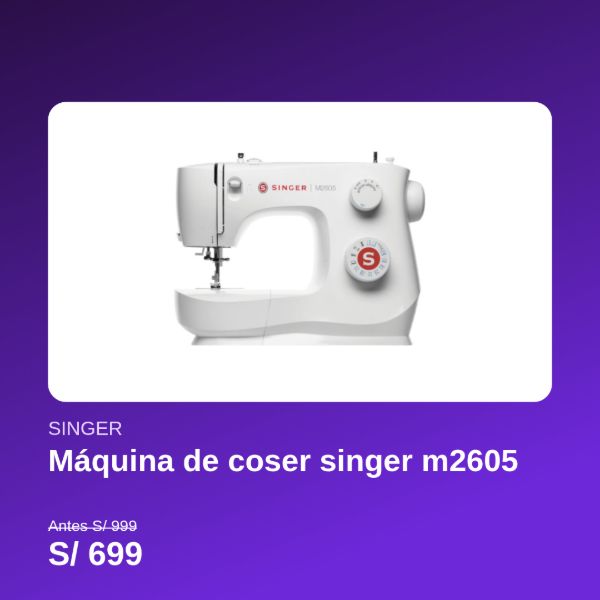 SINGER | M2605
S
SINGER
Máquina de coser singer m2605
Antes S/ 999
S/ 699